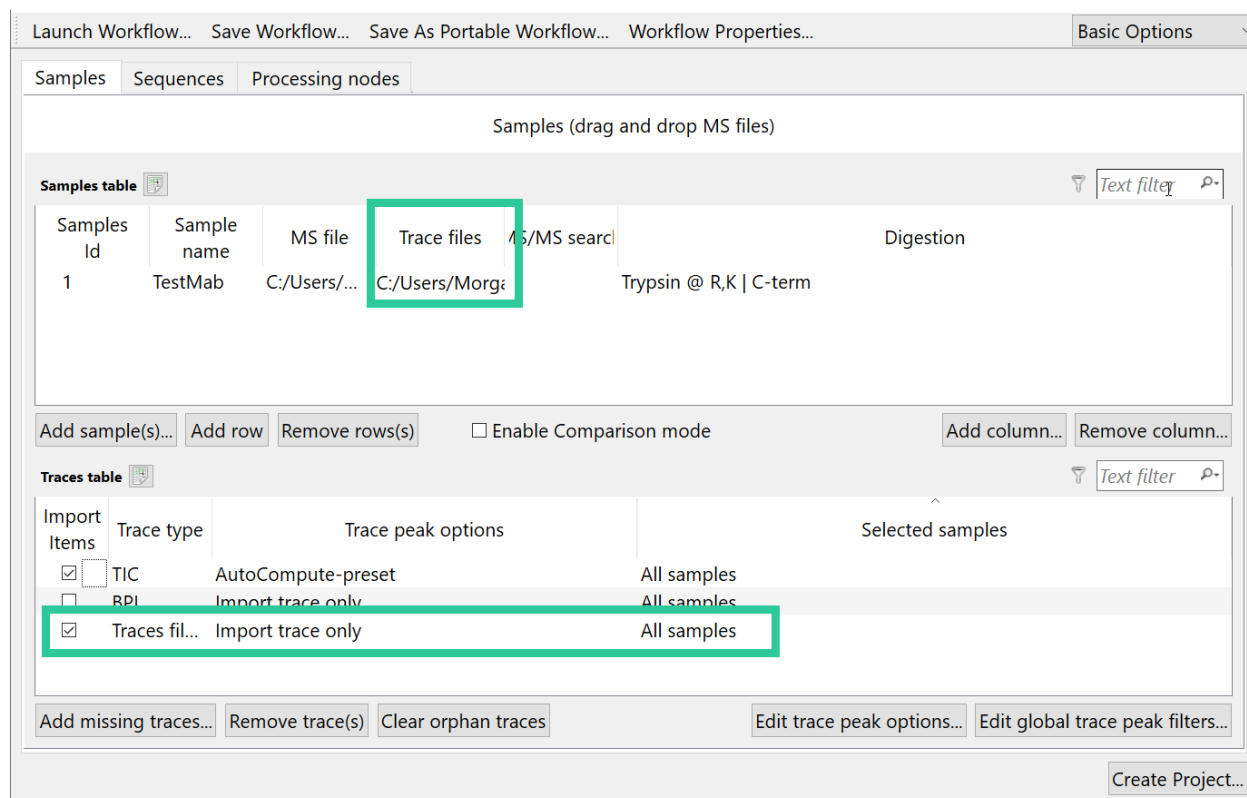 Launch Workflow... Save Workflow... Save As Portable Workflow... Workflow Properties... Basic Options
Samples Sequences Processing nodes
Samples (drag and drop MS files)
Samples table Text filter
Samples Id Sample name MS file Trace files MS/MS searcl Digestion
1 TestMab C:/Users/... C:/Users/Morga Trypsin @ R,K | C-term
Add sample(s)... Add row Remove rows(s) Enable Comparison mode Add column... Remove column...
Traces table Text filter
Import Items Trace type Trace peak options Selected samples
TIC AutoCompute-preset All samples
BPI Import trace only All samples
Traces fil... Import trace only All samples
Add missing traces... Remove trace(s) Clear orphan traces Edit trace peak options... Edit global trace peak filters...
Create Project...